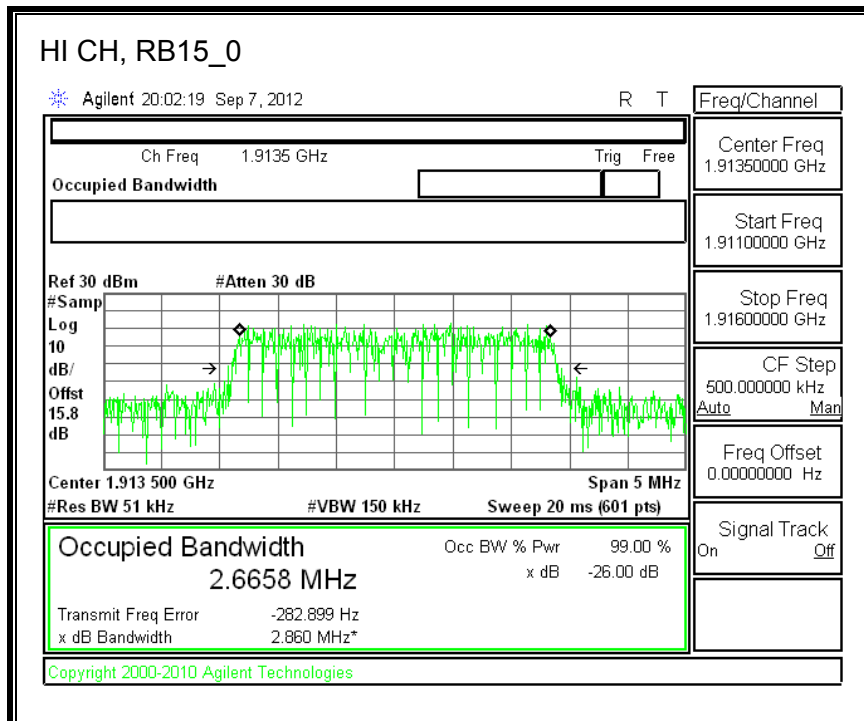 HI CH, RB15_0
Agilent 20:02:19 Sep 7, 2012 R T
Freq/Channel
Ch Freq 1.9135 GHz Trig Free
Occupied Bandwidth
Center Freq
1.91350000 GHz
Start Freq
1.91100000 GHz
Stop Freq
1.91600000 GHz
CF Step
500.000000 kHz
Auto Man
Freq Offset
0.00000000 Hz
Signal Track
On Off
Ref 30 dBm #Atten 30 dB
#Samp
Log
10
dB/
Offst
15.8
dB
Center 1.913 500 GHz Span 5 MHz
#Res BW 51 kHz #VBW 150 kHz Sweep 20 ms (601 pts)
Occupied Bandwidth
2.6658 MHz
Occ BW % Pwr 99.00 %
x dB -26.00 dB
Transmit Freq Error -282.899 Hz
x dB Bandwidth 2.860 MHz*
Copyright 2000-2010 Agilent Technologies